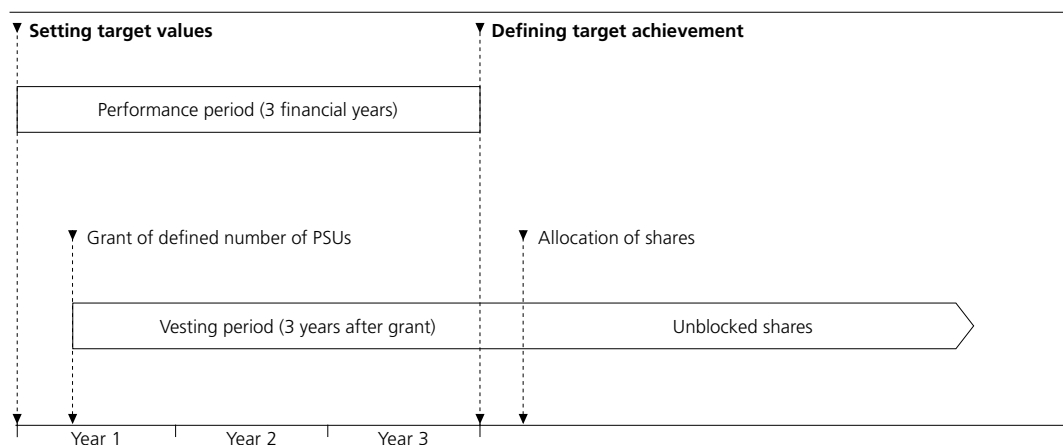 Setting target values
Defining target achievement
Performance period (3 financial years)
Grant of defined number of PSUs
Allocation of shares
Vesting period (3 years after grant)
Unblocked shares
Year 1
Year 2
Year 3